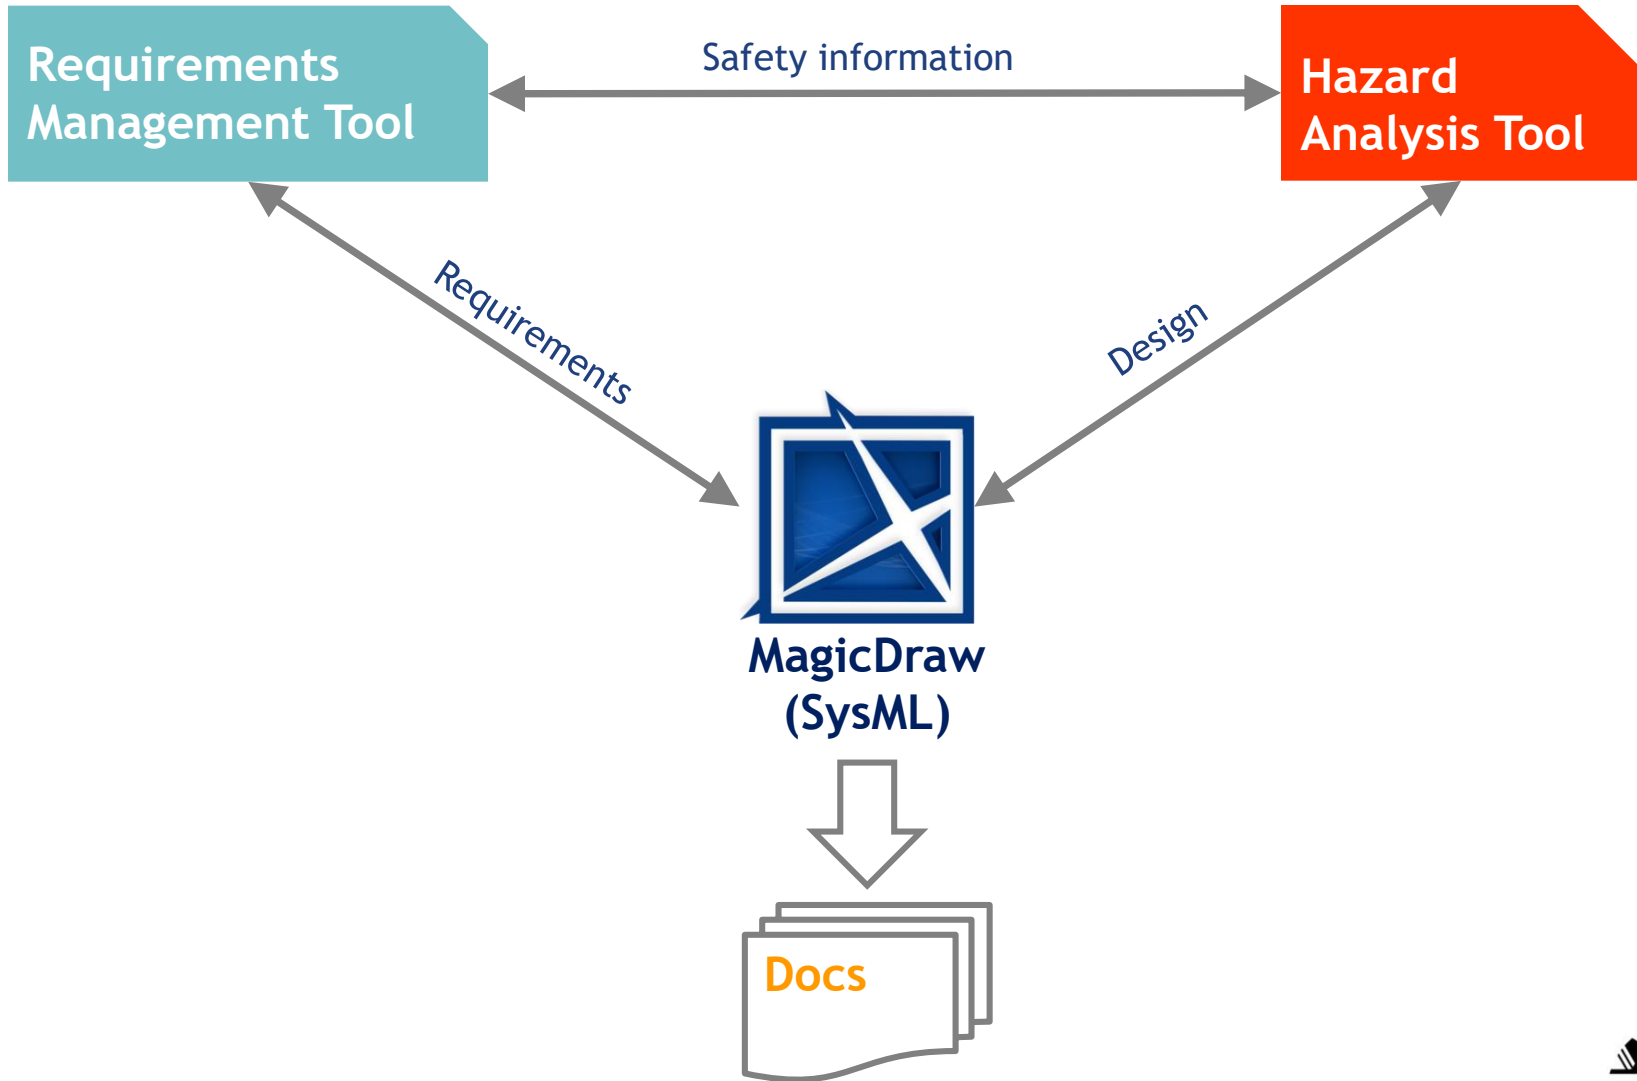 Requirements
Management Tool
Safety information
Hazard
Analysis Tool
Requirements
Design
MagicDraw
(SysML)
Docs